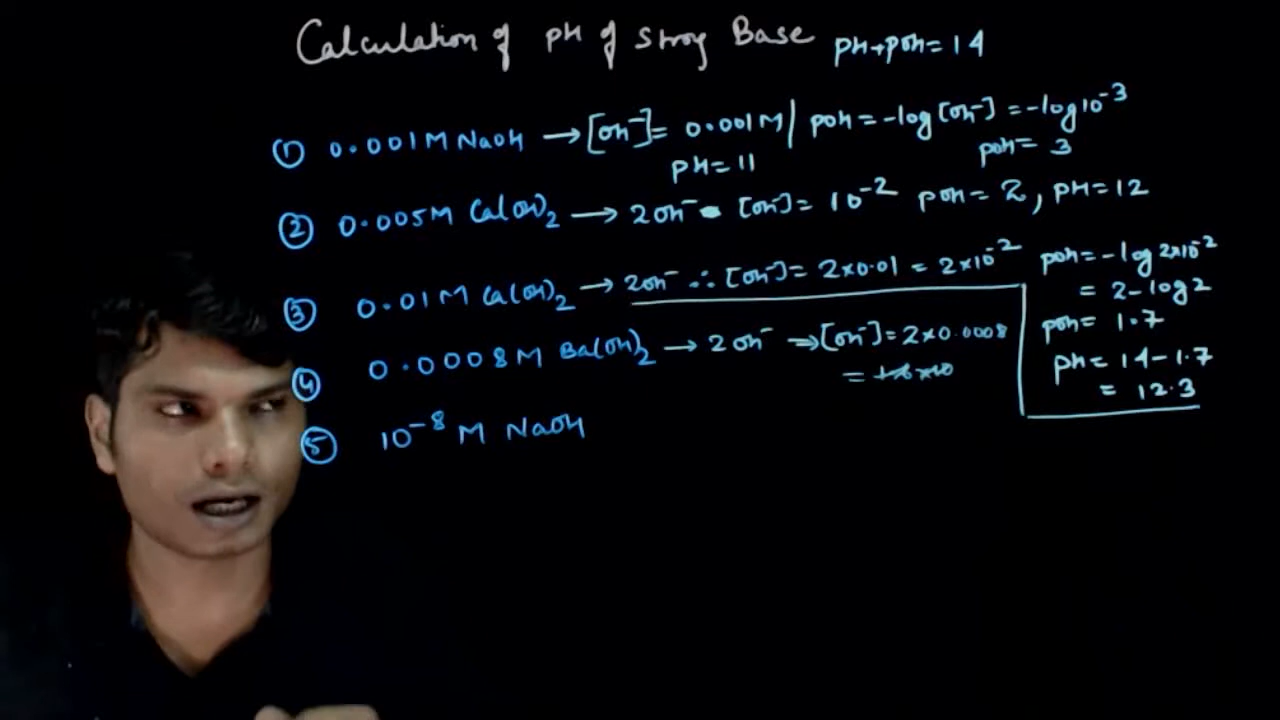 Calculation of pH of Strong Base pH+pOH=14
① 0.001M NaOH → [OH⁻]= 0.001M | pOH=-log[OH⁻] = -log10⁻³
pH=11 pOH= 3
② 0.005M Ca(OH)₂ → 2OH⁻ [OH⁻]= 10⁻² pOH= 2, pH=12
③ 0.01M Ca(OH)₂ → 2OH⁻ ∴ [OH⁻]= 2×0.01 = 2×10⁻² pOH=-log 2×10⁻²
= 2-log2
pOH= 1.7
pH= 14-1.7
= 12.3
④ 0.0008M Ba(OH)₂ → 2OH⁻ → [OH⁻]=2×0.0008
= 16×10
⑤ 10⁻⁸ M NaOH